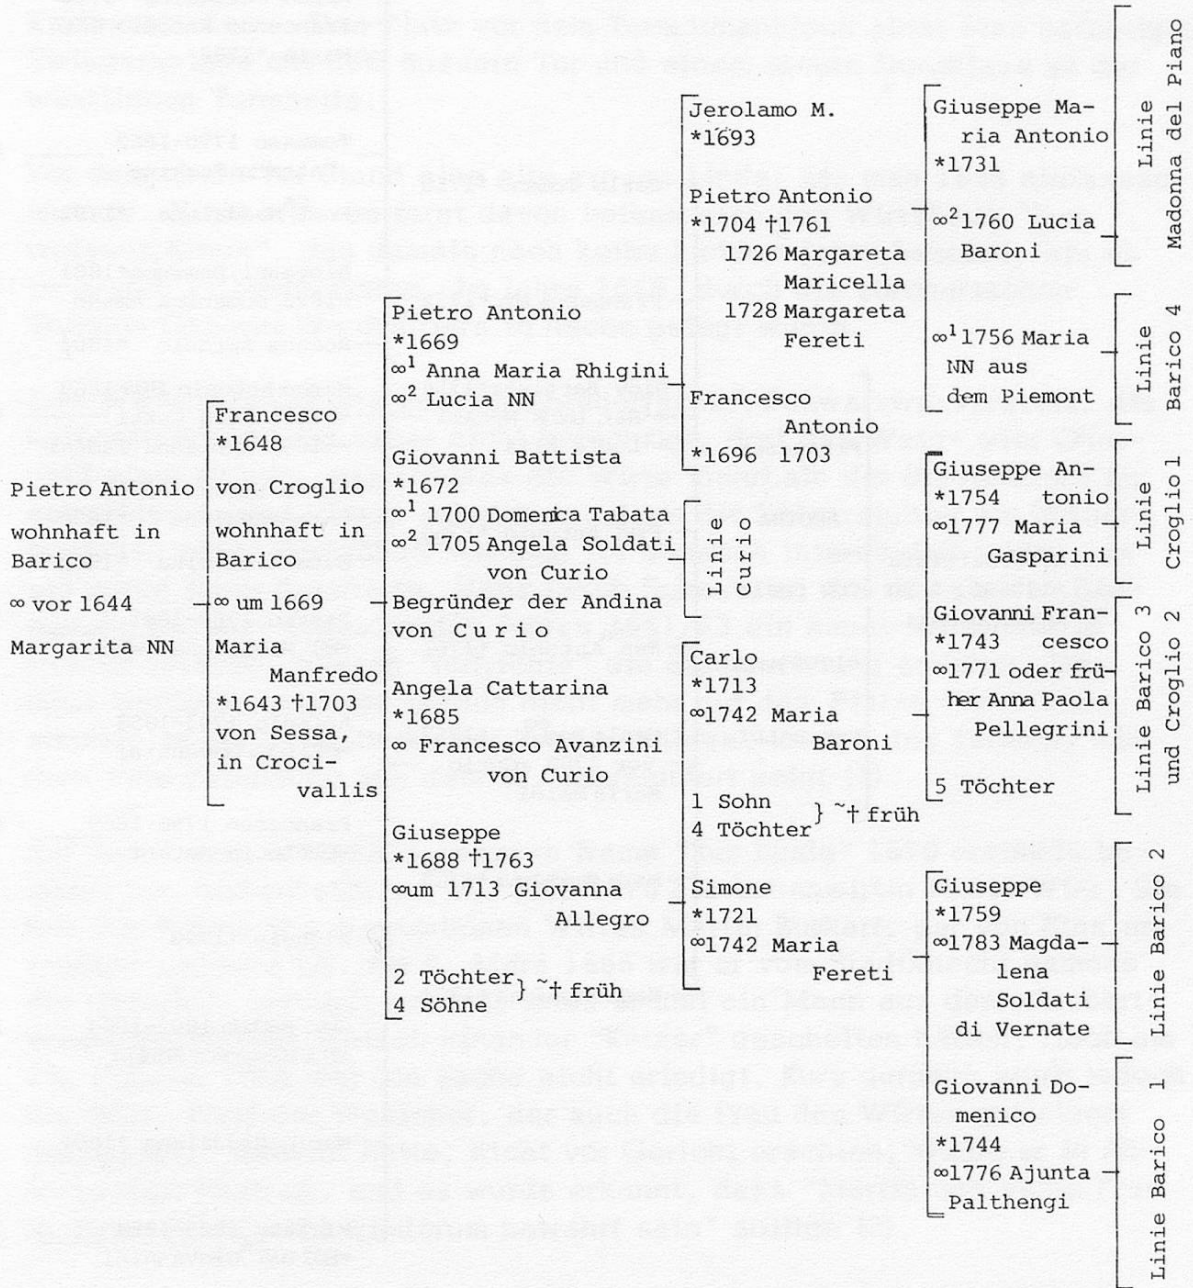 Pietro Antonio
wohnhaft in
Barico
∞ vor 1644
Margarita NN
Francesco
*1648
von Croglio
wohnhaft in
Barico
∞ um 1669
Maria
Manfredo
*1643 †1703
von Sessa,
in Croci-
vallis
Pietro Antonio
*1669
∞¹ Anna Maria Rhigini
∞² Lucia NN
Giovanni Battista
*1672
∞¹ 1700 Domenica Tabata
∞² 1705 Angela Soldati
von Curio
Begründer der Andina
von Curio
Angela Cattarina
*1685
∞ Francesco Avanzini
von Curio
Giuseppe
*1688 †1763
∞um 1713 Giovanna
Allegro
2 Töchter
4 Söhne
} ~† früh
Jerolamo M.
*1693
Pietro Antonio
*1704 †1761
1726 Margareta
Maricella
1728 Margareta
Fereti
Francesco
Antonio
*1696 1703
Linie
Curio
Carlo
*1713
∞1742 Maria
Baroni
1 Sohn
4 Töchter
} ~† früh
Simone
*1721
∞1742 Maria
Fereti
Giuseppe Ma-
ria Antonio
*1731
∞² 1760 Lucia
Baroni
∞¹ 1756 Maria
NN aus
dem Piemont
Giuseppe An-
*1754 tonio
∞1777 Maria
Gasparini
Giovanni Fran-
*1743 cesco
∞1771 oder frü-
her Anna Paola
Pellegrini
5 Töchter
Giuseppe
*1759
∞1783 Magda-
lena
Soldati
di Vernate
Giovanni Do-
menico
*1744
∞1776 Ajunta
Palthengi
Linie
Madonna del Piano
Linie
Barico 4
Linie
Croglio 1
Linie Barico 3
und Croglio 2
Linie Barico 2
Linie Barico 1